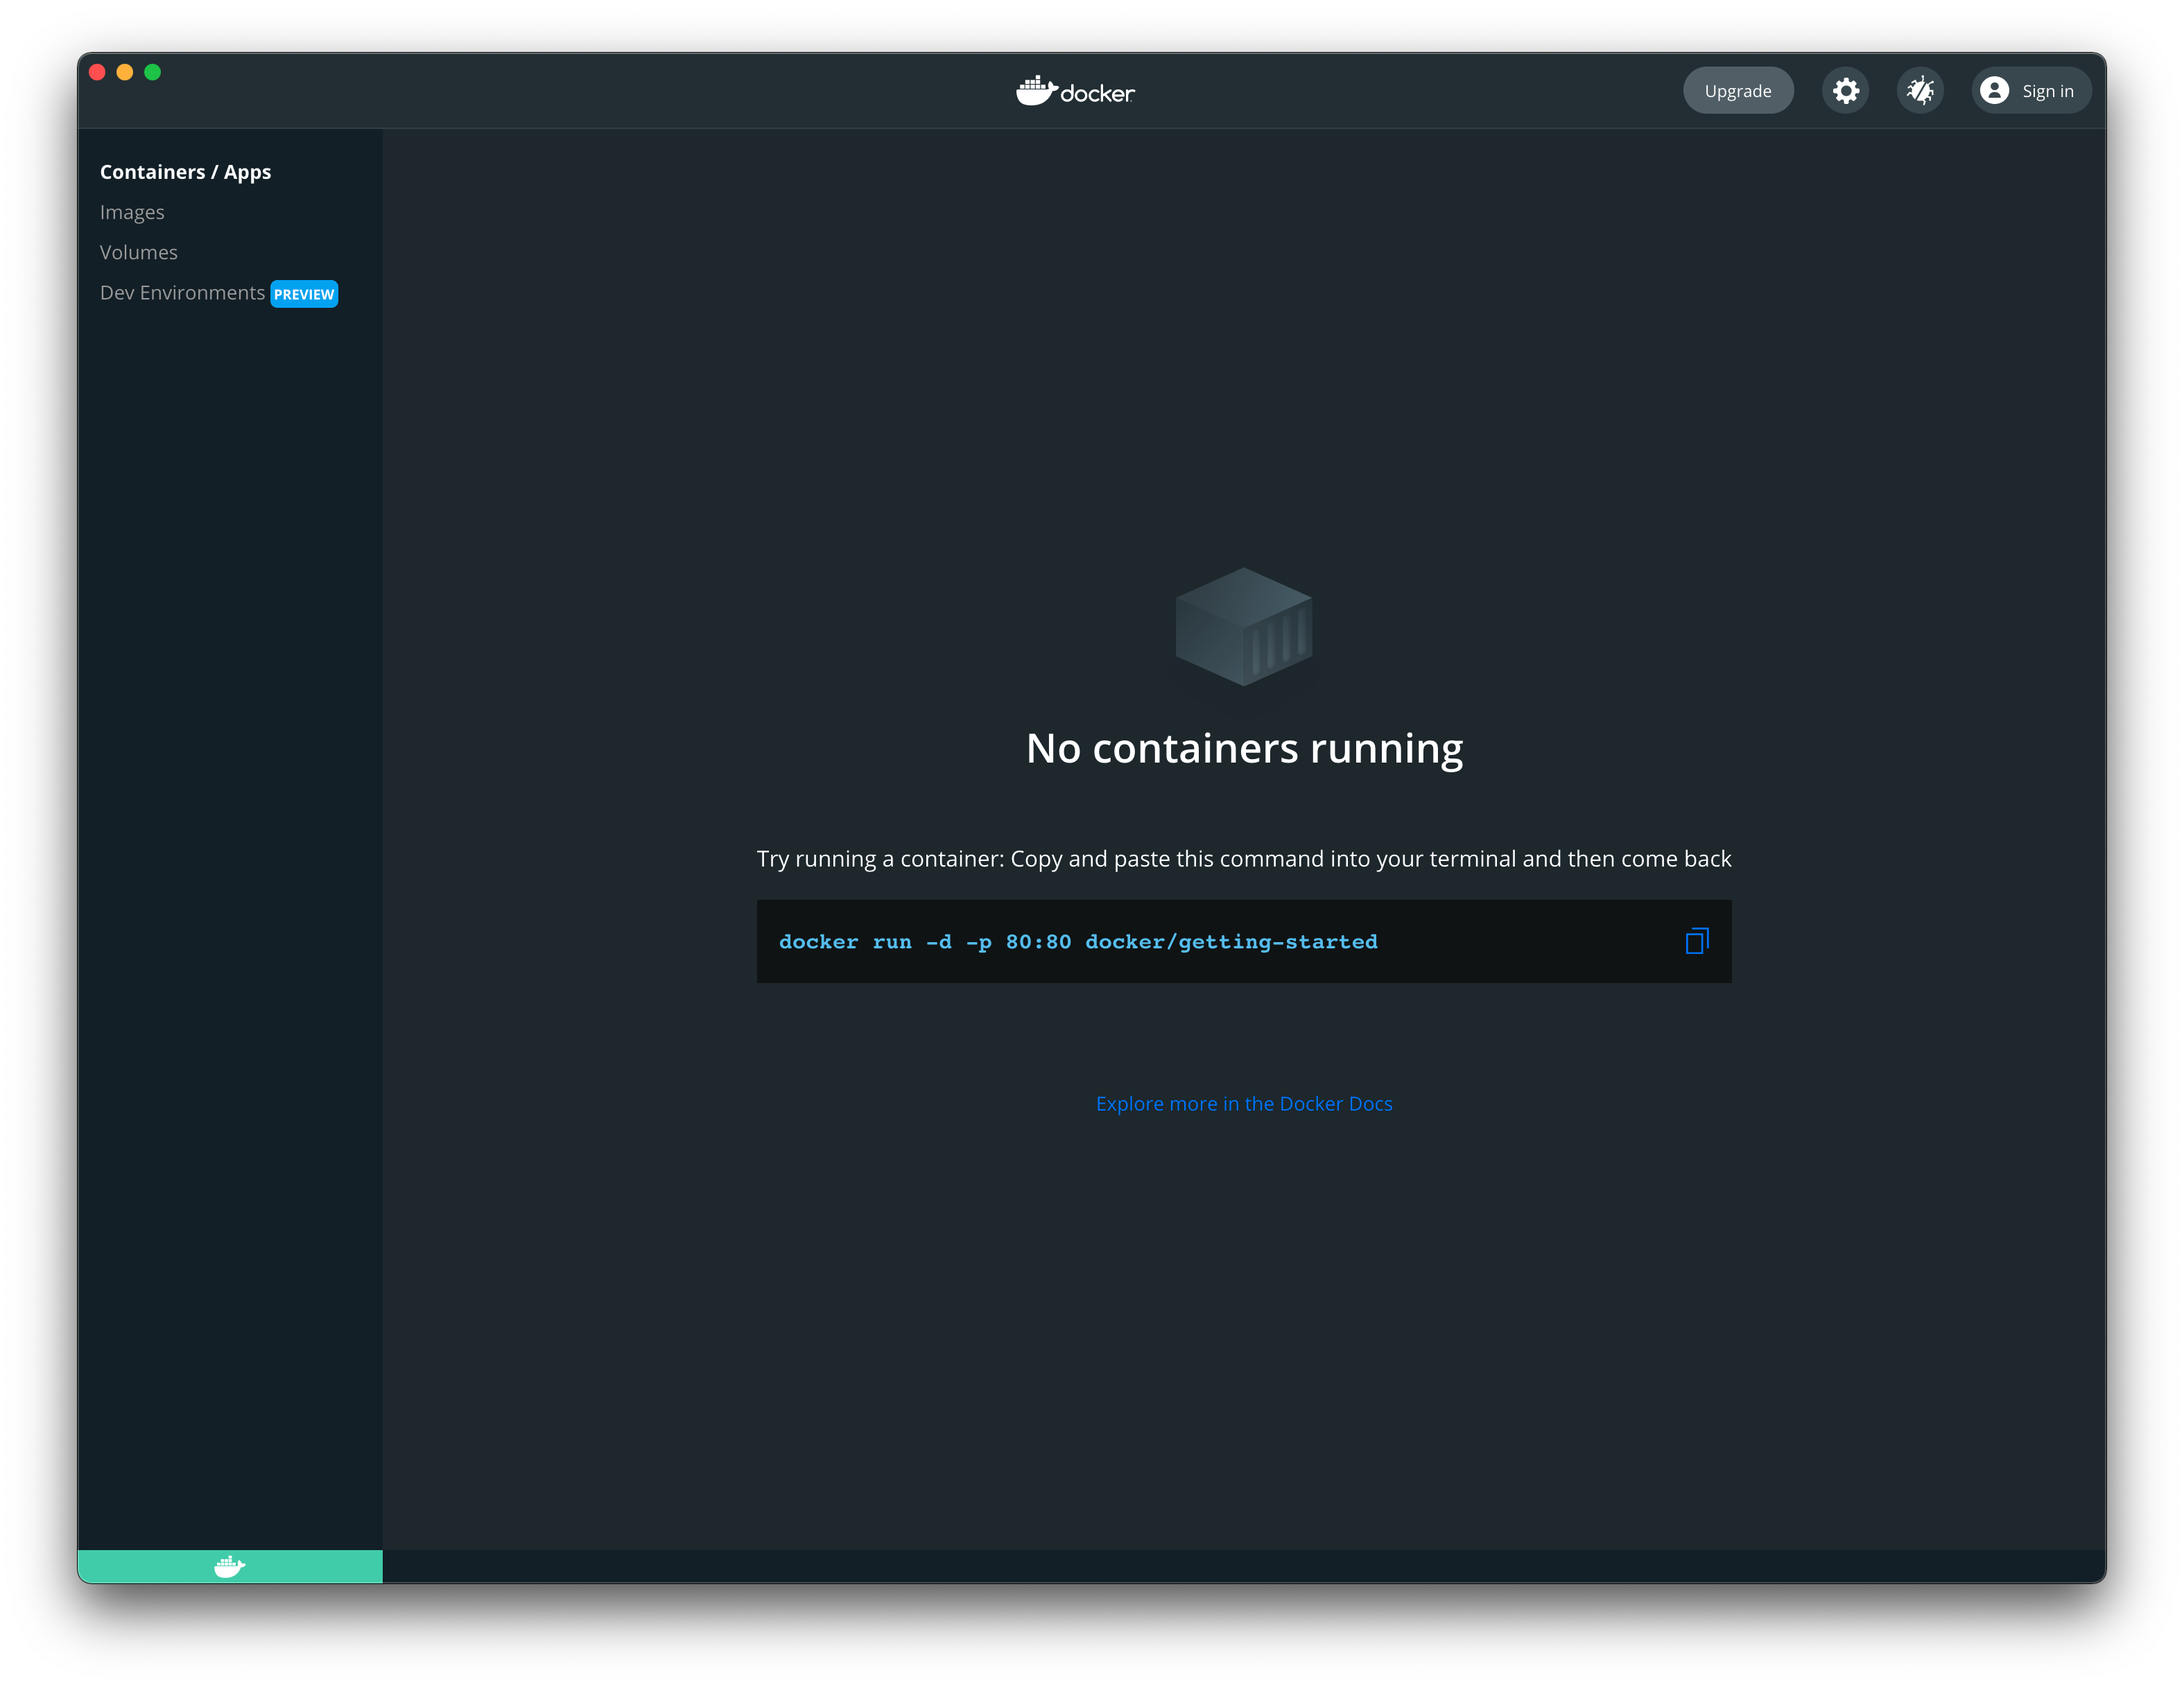 docker
Upgrade
Sign in
Containers / Apps
Images
Volumes
Dev Environments PREVIEW
No containers running
Try running a container: Copy and paste this command into your terminal and then come back
docker run -d -p 80:80 docker/getting-started
Explore more in the Docker Docs